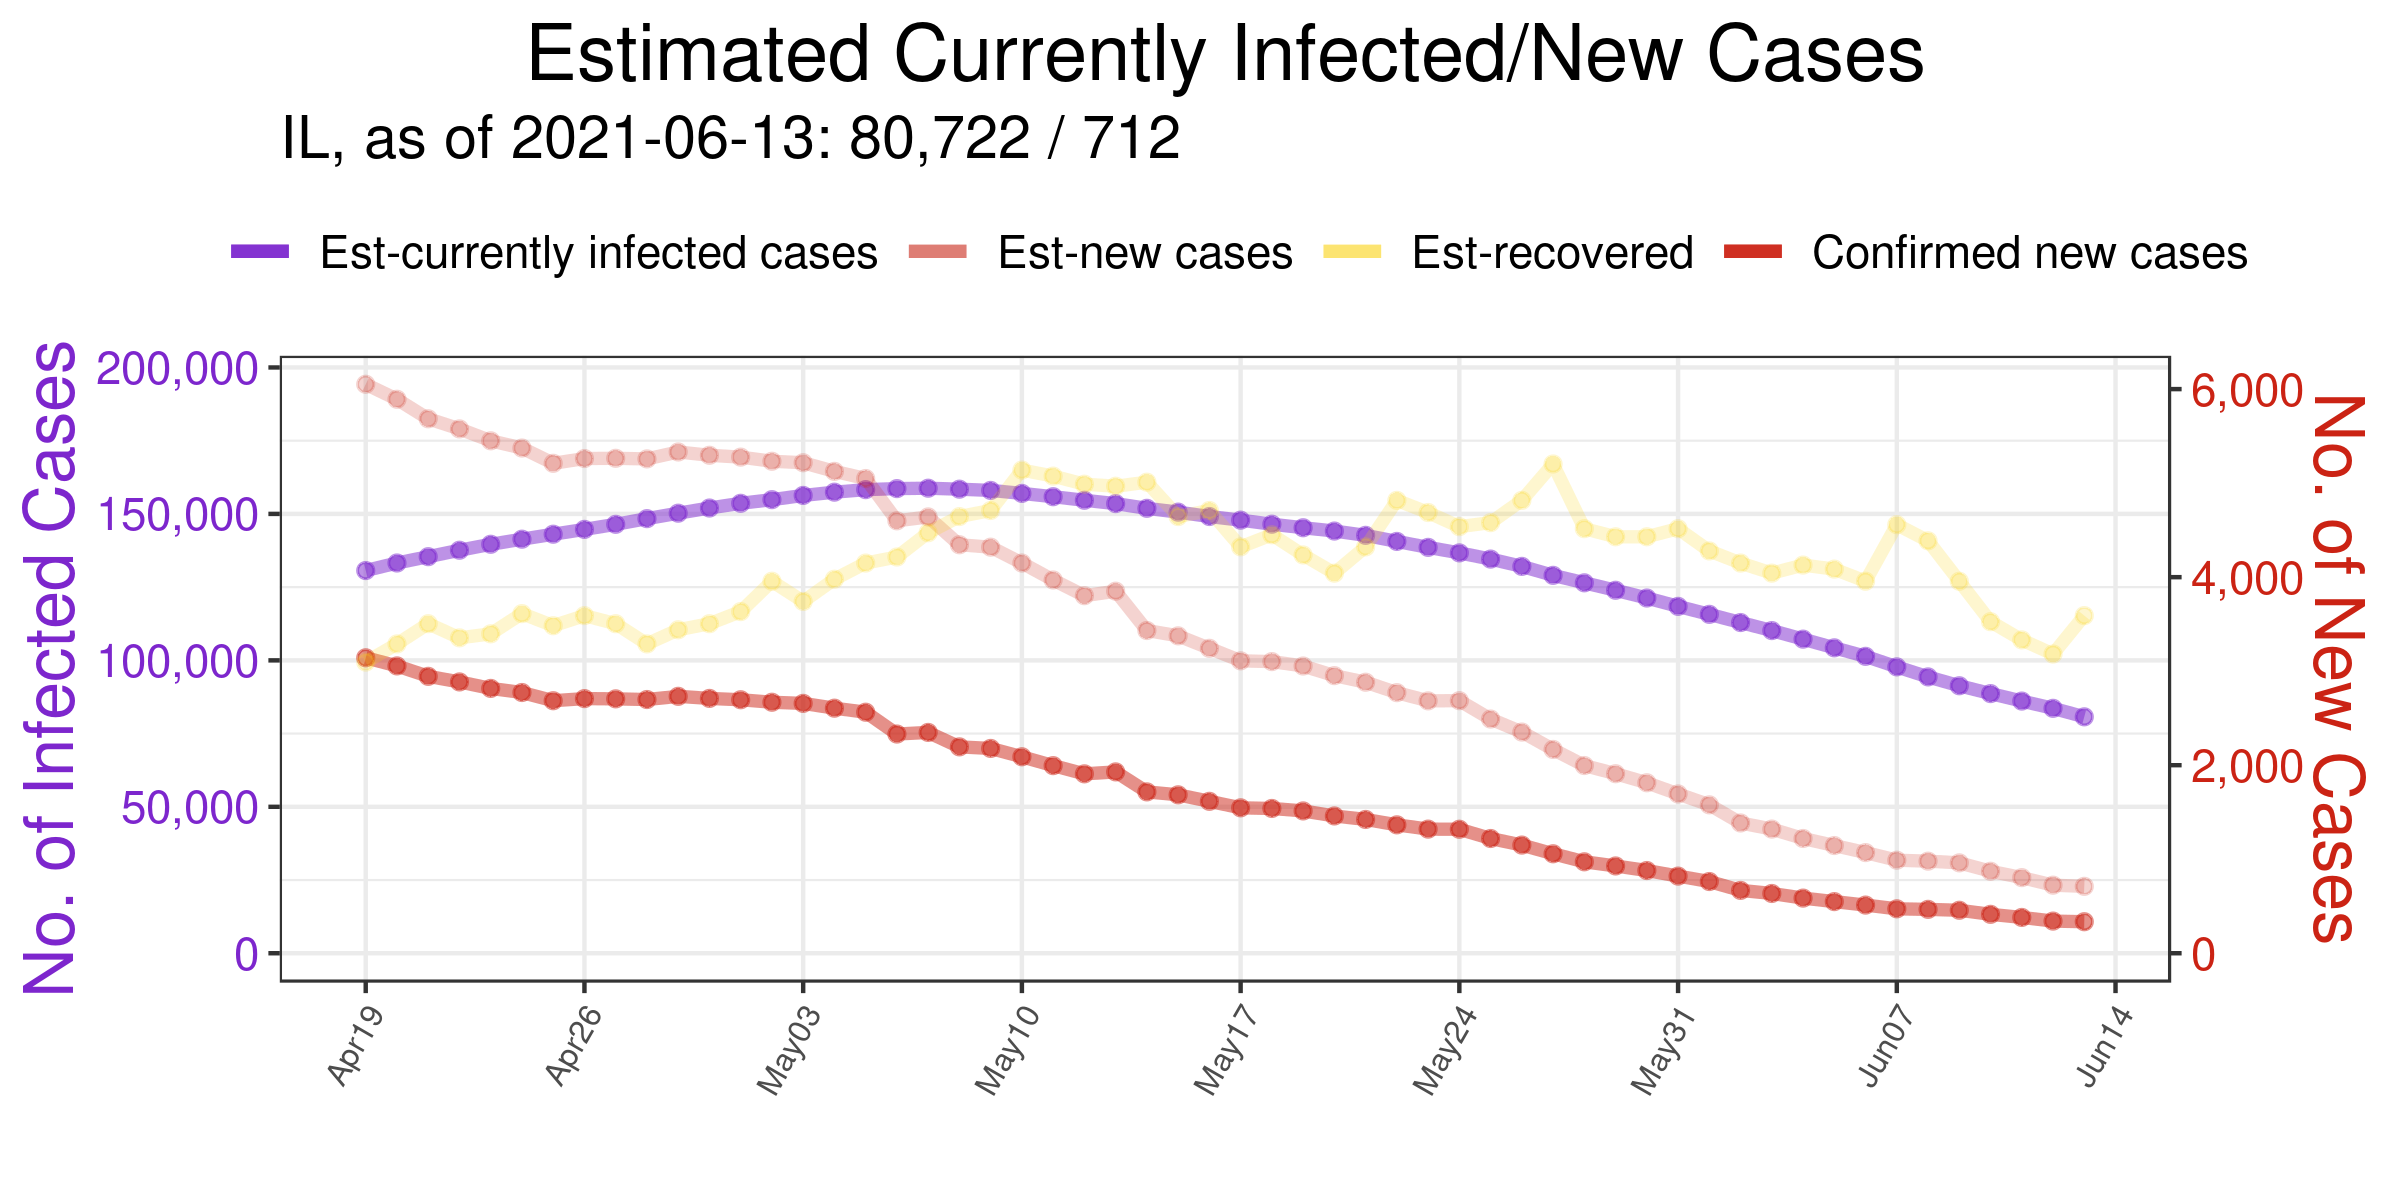 Estimated Currently Infected/New Cases
IL, as of 2021-06-13: 80,722 / 712
Est-currently infected cases Est-new cases Est-recovered Confirmed new cases
No. of Infected Cases
200,000
150,000
100,000
50,000
0
6,000
4,000
2,000
0
No. of New Cases
Apr19 Apr26 May03 May10 May17 May24 May31 Jun07 Jun14